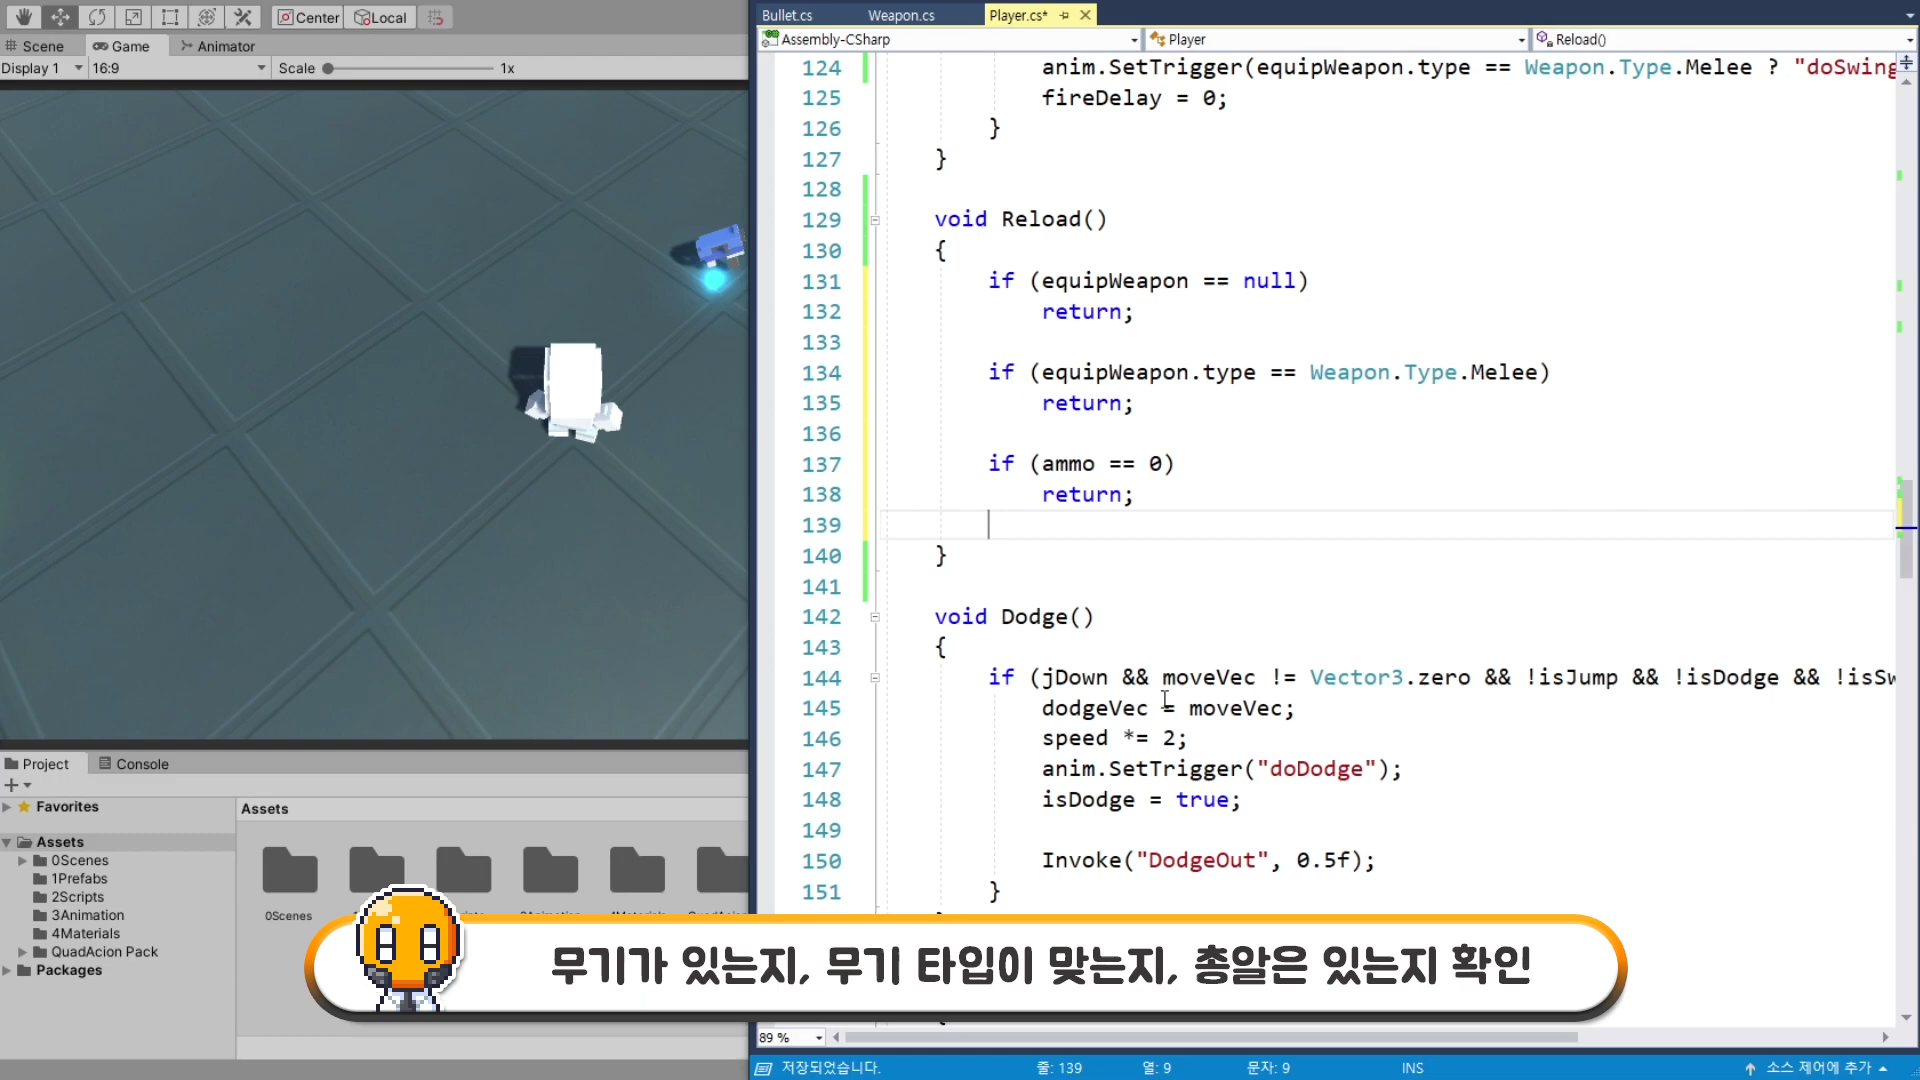 Center
Local
Scene
Game
Animator
Display 1
16:9
Scale
1x
Bullet.cs
Weapon.cs
Player.cs*
Assembly-CSharp
Player
Reload()
124 anim.SetTrigger(equipWeapon.type == Weapon.Type.Melee ? "doSwing
125 fireDelay = 0;
126 }
127 }
128
129 void Reload()
130 {
131 if (equipWeapon == null)
132 return;
133
134 if (equipWeapon.type == Weapon.Type.Melee)
135 return;
136
137 if (ammo == 0)
138 return;
139
140 }
141
142 void Dodge()
143 {
144 if (jDown && moveVec != Vector3.zero && !isJump && !isDodge && !isSw
145 dodgeVec = moveVec;
146 speed *= 2;
147 anim.SetTrigger("doDodge");
148 isDodge = true;
149
150 Invoke("DodgeOut", 0.5f);
151 }
Project
Console
Favorites
Assets
0Scenes
1Prefabs
2Scripts
3Animation
4Materials
QuadAcion Pack
Packages
Assets
0Scenes
무기가 있는지, 무기 타입이 맞는지, 총알은 있는지 확인
89 %
저장되었습니다.
줄: 139
열: 9
문자: 9
INS
소스 제어에 추가